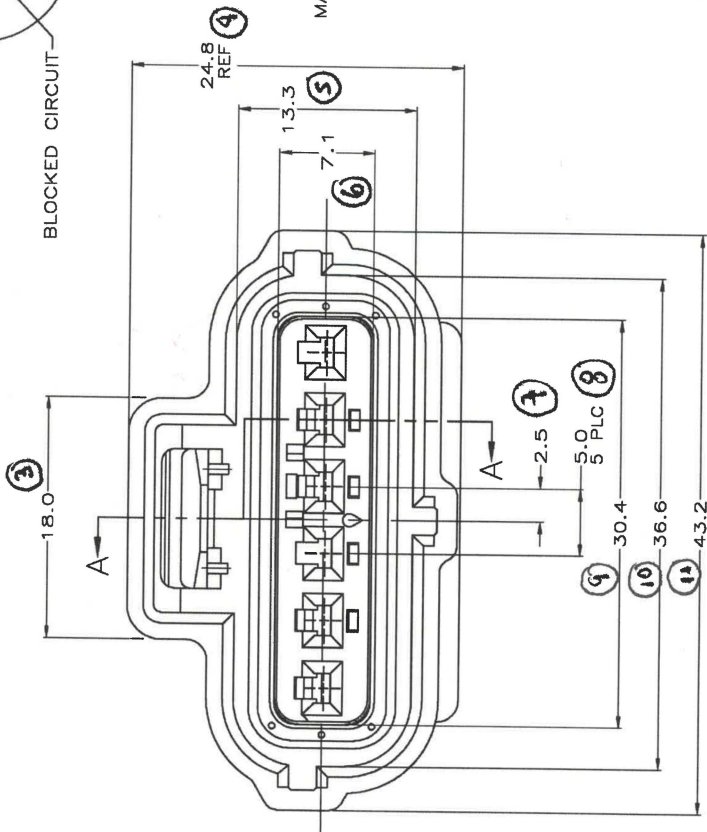 BLOCKED CIRCUIT
24.8 ④
REF
MA
13.3 ⑤
7.1
⑥
③
18.0
A
A
2.5 ⑦
5.0 ⑧
5 PLC
⑨ 30.4
⑩ 36.6
⑪ 43.2